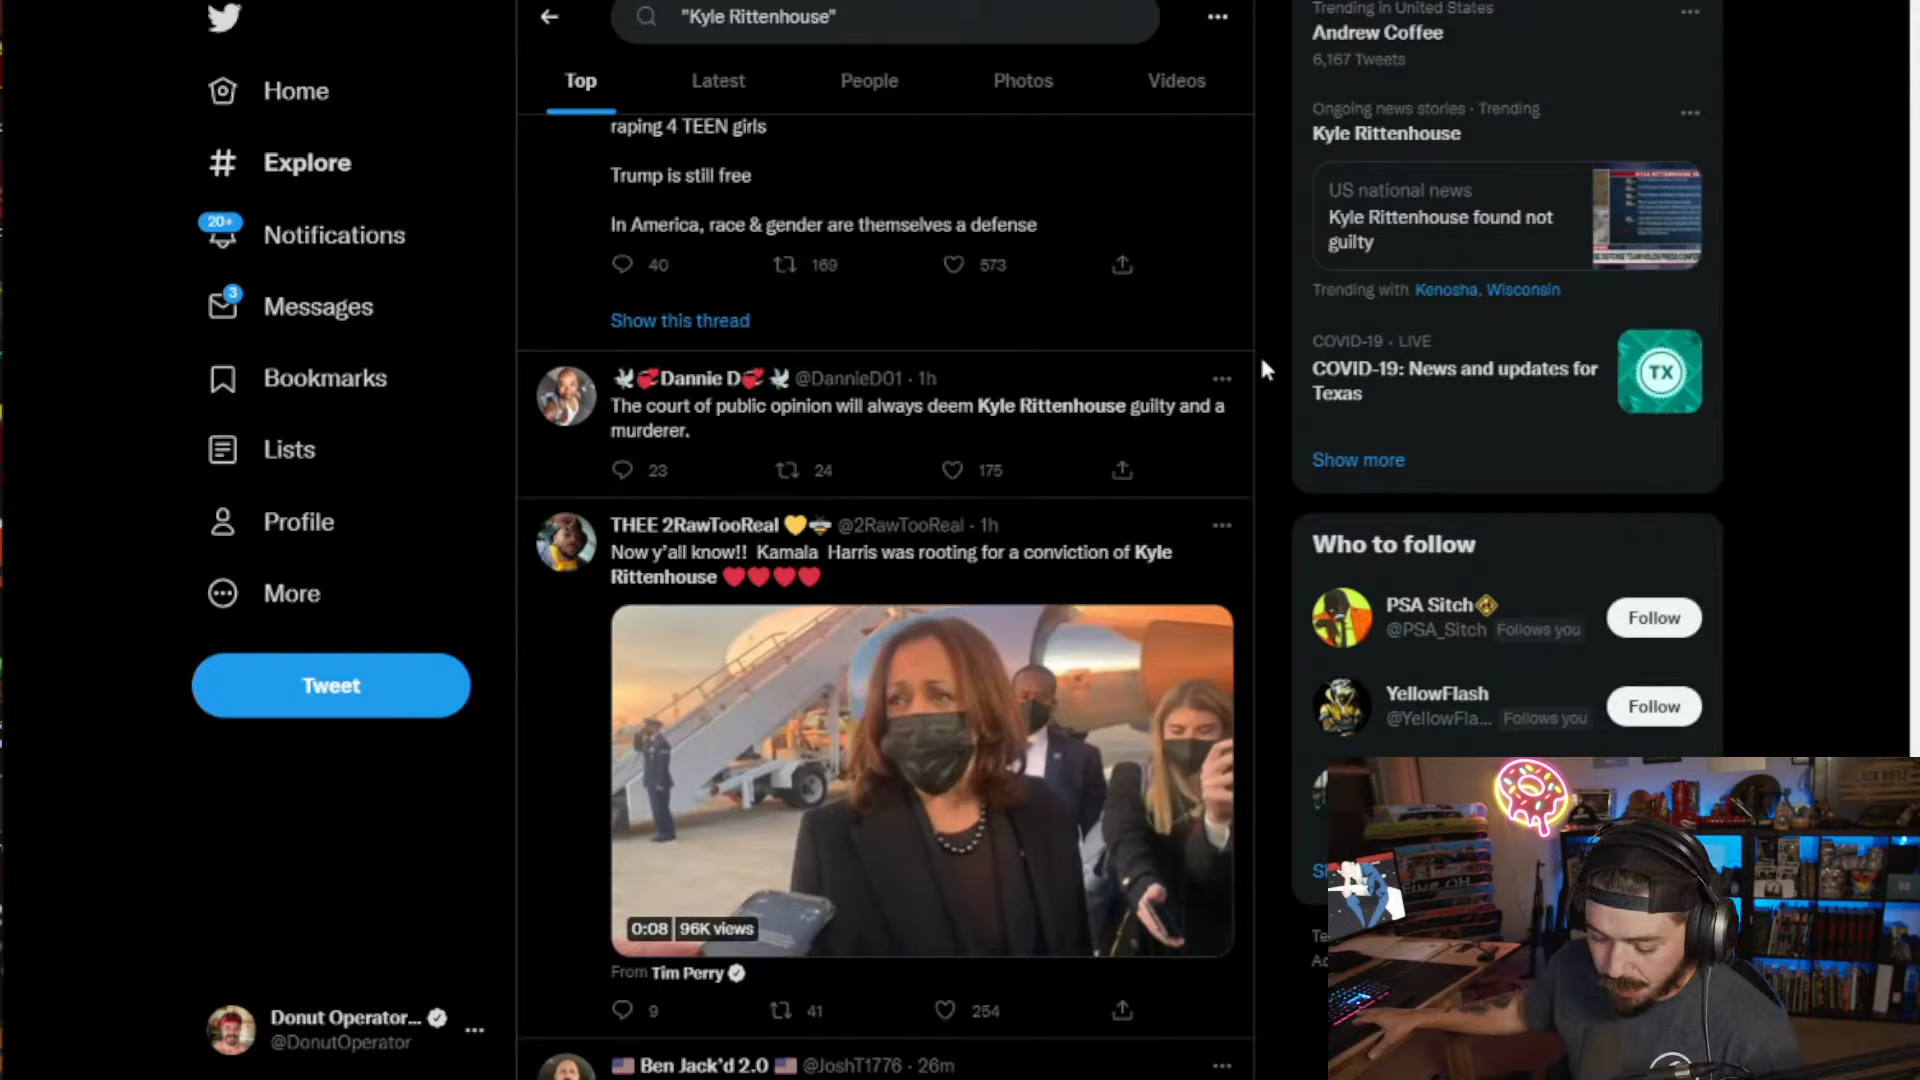 "Kyle Rittenhouse"
Top
Latest
People
Photos
Videos
Home
Explore
20+
Notifications
3
Messages
Bookmarks
Lists
Profile
More
Tweet
Donut Operator...
@DonutOperator
raping 4 TEEN girls
Trump is still free
In America, race & gender are themselves a defense
40
169
573
Show this thread
🕊️💞Dannie D💞🕊️ @DannieD01 · 1h
The court of public opinion will always deem Kyle Rittenhouse guilty and a
murderer.
23
24
175
THEE 2RawTooReal 💛🐝 @2RawTooReal · 1h
Now y'all know!! Kamala Harris was rooting for a conviction of Kyle
Rittenhouse ❤️❤️❤️❤️
0:08 | 96K views
From Tim Perry
9
41
254
🇺🇸 Ben Jack'd 2.0 🇺🇸 @JoshT1776 · 26m
Trending in United States
Andrew Coffee
6,167 Tweets
Ongoing news stories · Trending
Kyle Rittenhouse
US national news
Kyle Rittenhouse found not
guilty
Trending with Kenosha, Wisconsin
COVID-19 · LIVE
COVID-19: News and updates for
Texas
TX
Show more
Who to follow
PSA Sitch
@PSA_Sitch Follows you
Follow
YellowFlash
@YellowFla... Follows you
Follow